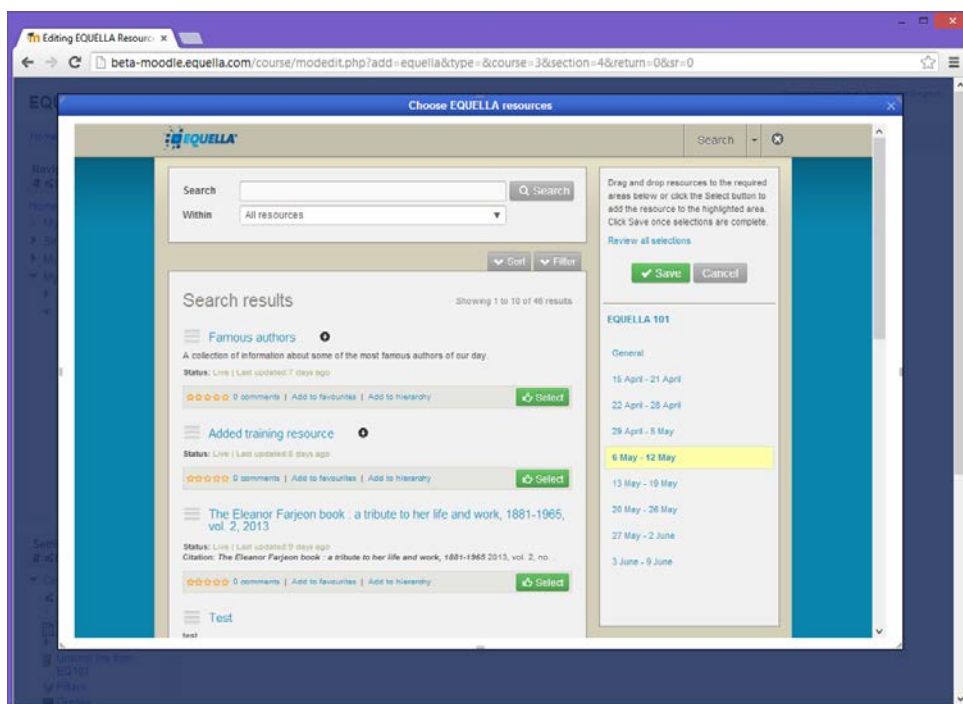 Editing EQUELLA Resourc
beta-moodle.equella.com/course/modedit.php?add=equella&type=&course=3&section=4&return=0&sr=0
Choose EQUELLA resources
EQUELLA
Search
Search
Search
Within
All resources
Sort
Filter
Search results
Showing 1 to 10 of 46 results
Famous authors
A collection of information about some of the most famous authors of our day.
Status: Live | Last updated 7 days ago
0 comments | Add to favourites | Add to hierarchy
Select
Added training resource
Status: Live | Last updated 8 days ago
0 comments | Add to favourites | Add to hierarchy
Select
The Eleanor Farjeon book : a tribute to her life and work, 1881-1965,
vol. 2, 2013
Status: Live | Last updated 9 days ago
Citation: The Eleanor Farjeon book : a tribute to her life and work, 1881-1965 2013, vol. 2, no. ...
0 comments | Add to favourites | Add to hierarchy
Select
Test
test
Drag and drop resources to the required
areas below or click the Select button to
add the resource to the highlighted area.
Click Save once selections are complete.
Review all selections
Save
Cancel
EQUELLA 101
General
15 April - 21 April
22 April - 28 April
29 April - 5 May
6 May - 12 May
13 May - 19 May
20 May - 26 May
27 May - 2 June
3 June - 9 June
EQ101
Filters